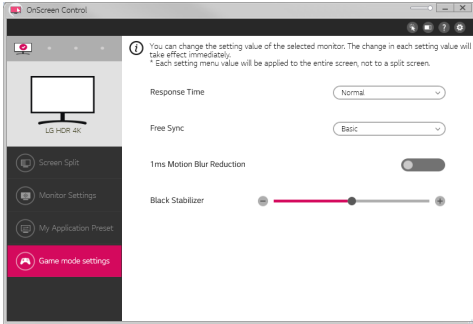 OnScreen Control
You can change the setting value of the selected monitor. The change in each setting value will
take effect immediately.
* Each setting menu value will be applied to the entire screen, not to a split screen.
LG HDR 4K
Screen Split
Monitor Settings
My Application Preset
Game mode settings
Response Time
Normal
Free Sync
Basic
1ms Motion Blur Reduction
Black Stabilizer